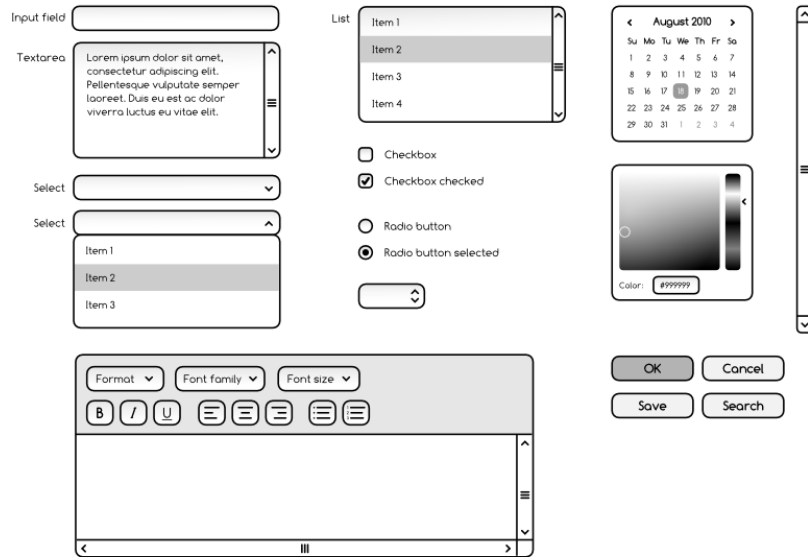 Input field
Textarea
Lorem ipsum dolor sit amet,
consectetur adipiscing elit.
Pellentesque vulputate semper
laoreet. Duis eu est ac dolor
viverra luctus eu vitae elit.
Select
Select
Item 1
Item 2
Item 3
List
Item 1
Item 2
Item 3
Item 4
Checkbox
Checkbox checked
Radio button
Radio button selected
August 2010
Su Mo Tu We Th Fr Sa
1 2 3 4 5 6 7
8 9 10 11 12 13 14
15 16 17 18 19 20 21
22 23 24 25 26 27 28
29 30 31 1 2 3 4
Color: #999999
Format Font family Font size
B I U
OK Cancel
Save Search